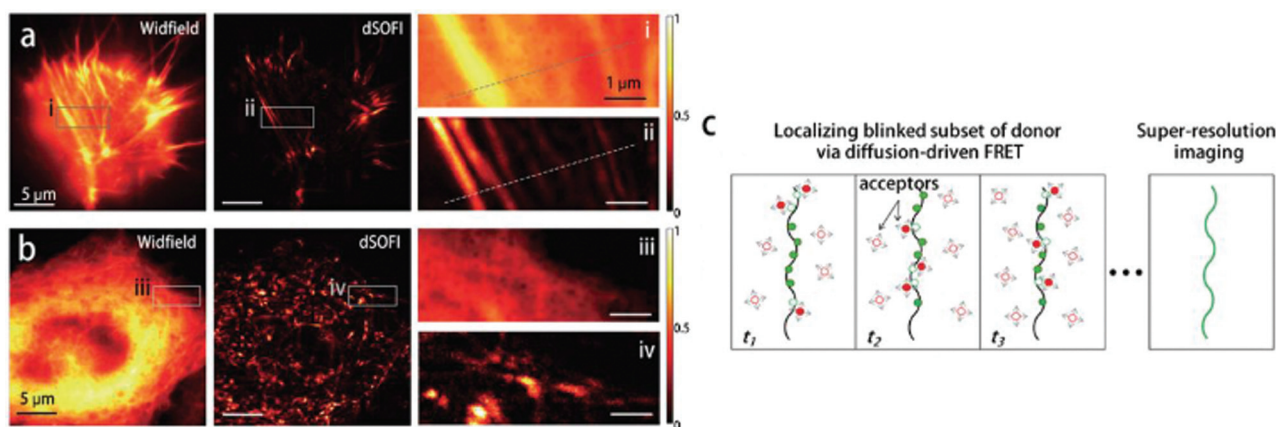 a
Widfield
dSOFI
i
ii
5 µm
i
1 µm
ii
1
0.5
0
b
Widfield
dSOFI
iii
iv
5 µm
iii
iv
1
0.5
0
c
Localizing blinked subset of donor
via diffusion-driven FRET
Super-resolution
imaging
acceptors
t1
t2
t3